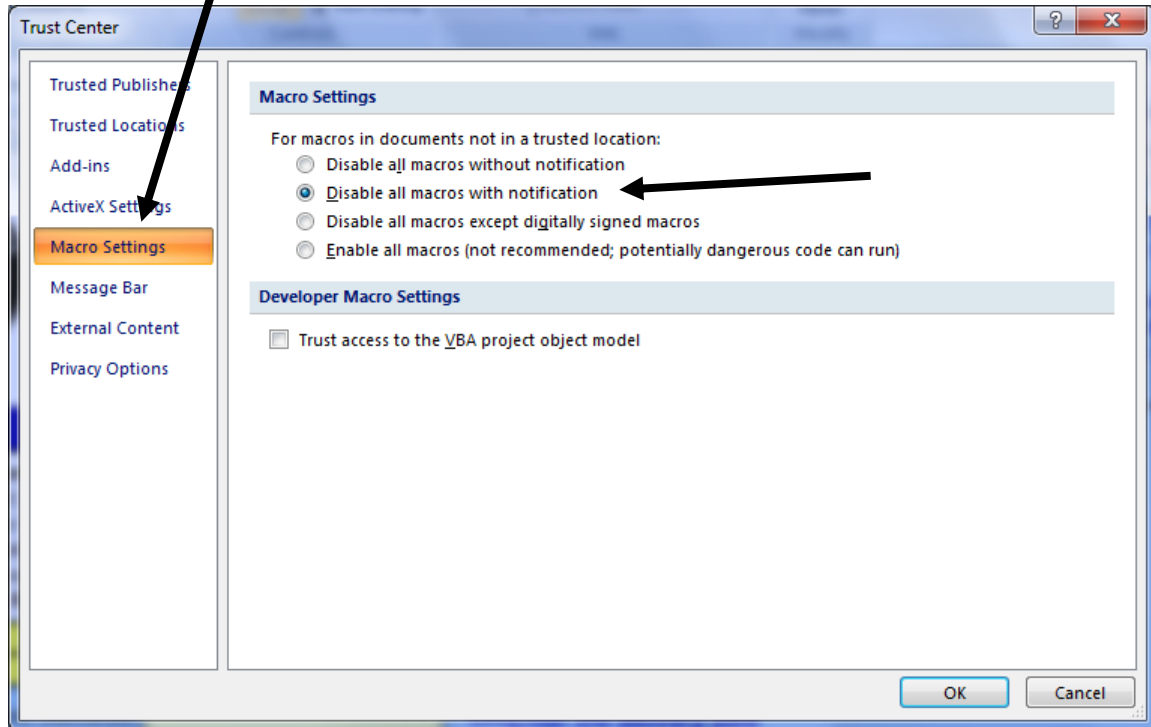 Trust Center
Trusted Publishers
Trusted Locations
Add-ins
ActiveX Settings
Macro Settings
Message Bar
External Content
Privacy Options
Macro Settings
For macros in documents not in a trusted location:
Disable all macros without notification
Disable all macros with notification
Disable all macros except digitally signed macros
Enable all macros (not recommended; potentially dangerous code can run)
Developer Macro Settings
Trust access to the VBA project object model
OK
Cancel